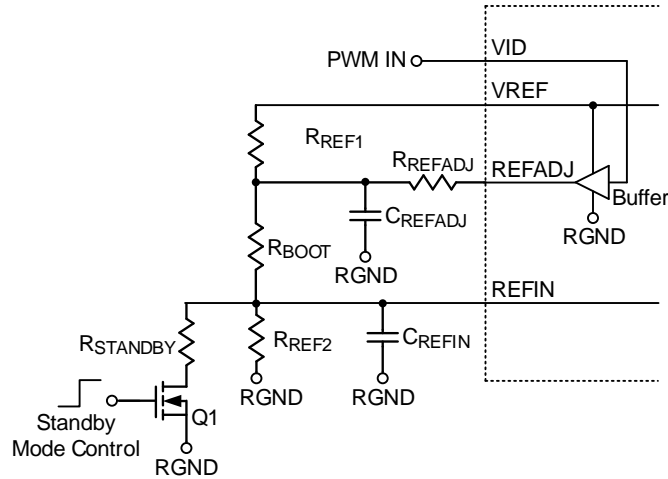 VID
PWM IN
VREF
RREF1
RREFADJ
REFADJ
Buffer
CREFADJ
RGND
RBOOT
RGND
REFIN
RSTANDBY
RREF2
CREFIN
RGND
RGND
Q1
Standby
Mode Control
RGND